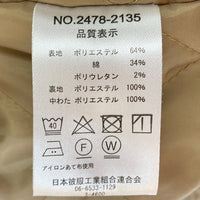 NO.2478-2135
品質表示
表地 ポリエステル 64%
綿 34%
ポリウレタン 2%
裏地 ポリエステル 100%
中わた ポリエステル 100%
40
P W
アイロンあて布使用
日本被服工業組合連合会
06-6533-1129